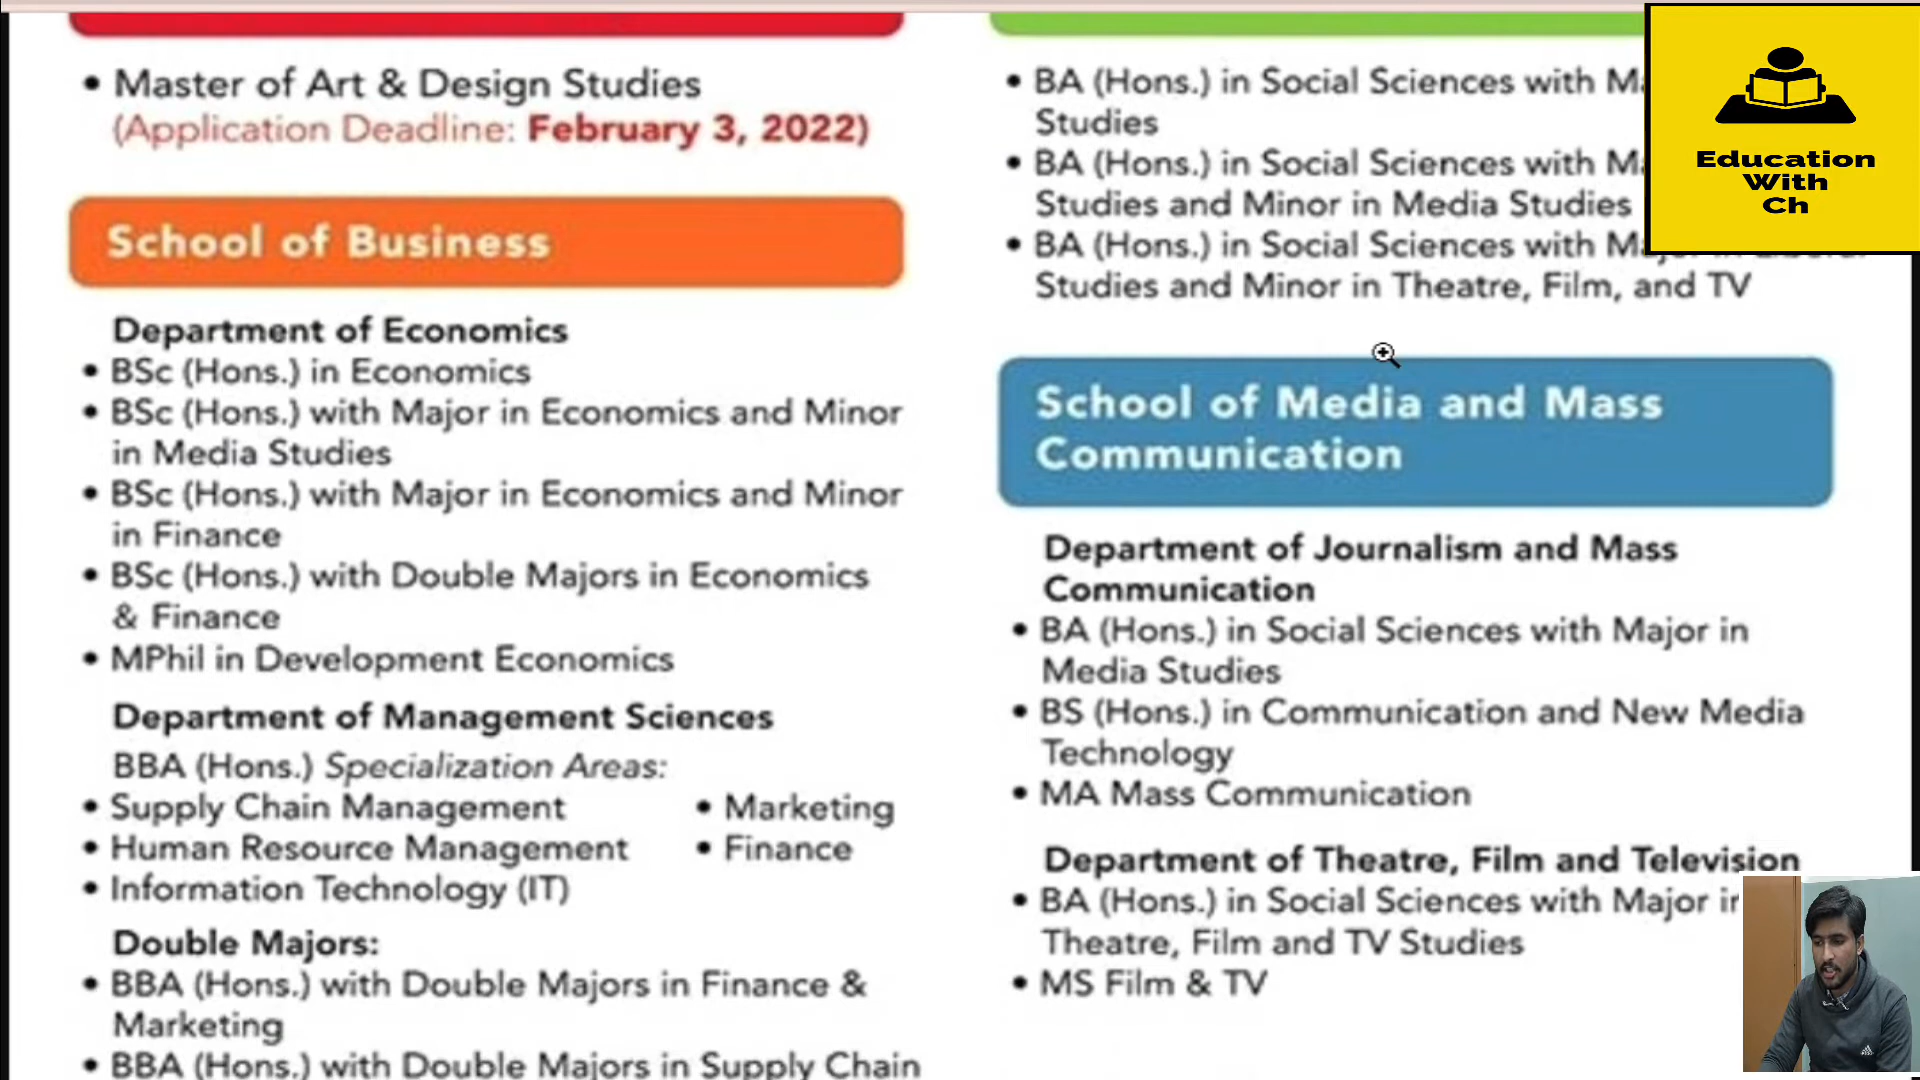 • Master of Art & Design Studies
(Application Deadline: February 3, 2022)
School of Business
Department of Economics
• BSc (Hons.) in Economics
• BSc (Hons.) with Major in Economics and Minor
in Media Studies
• BSc (Hons.) with Major in Economics and Minor
in Finance
• BSc (Hons.) with Double Majors in Economics
& Finance
• MPhil in Development Economics
Department of Management Sciences
BBA (Hons.) Specialization Areas:
• Supply Chain Management
• Marketing
• Human Resource Management
• Finance
• Information Technology (IT)
Double Majors:
• BBA (Hons.) with Double Majors in Finance &
Marketing
• BBA (Hons.) with Double Majors in Supply Chain
• BA (Hons.) in Social Sciences with
Studies
• BA (Hons.) in Social Sciences with
Studies and Minor in Media Studies
• BA (Hons.) in Social Sciences with
Studies and Minor in Theatre, Film, and TV
School of Media and Mass
Communication
Department of Journalism and Mass
Communication
• BA (Hons.) in Social Sciences with Major in
Media Studies
• BS (Hons.) in Communication and New Media
Technology
• MA Mass Communication
Department of Theatre, Film and Television
• BA (Hons.) in Social Sciences with Major in
Theatre, Film and TV Studies
• MS Film & TV
Education
With
Ch